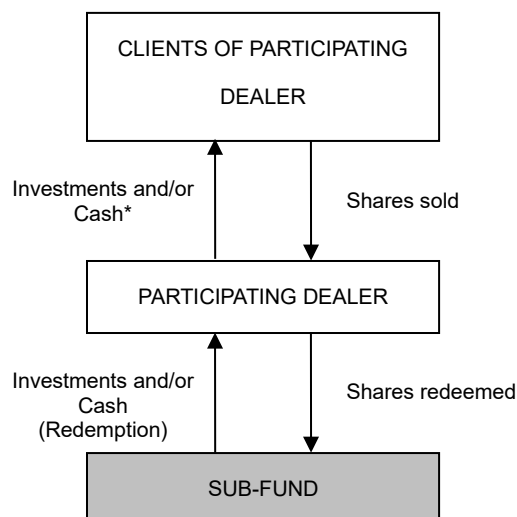 CLIENTS OF PARTICIPATING
DEALER
Investments and/or
Cash*
Shares sold
PARTICIPATING DEALER
Investments and/or
Cash
(Redemption)
Shares redeemed
SUB-FUND